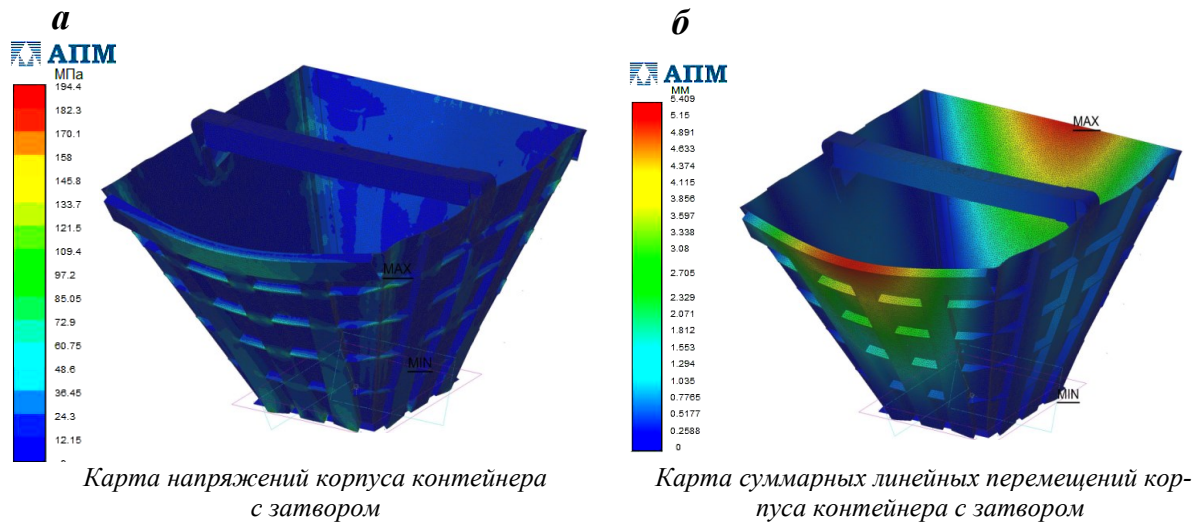 а
АПМ
МПа
194.4
182.3
170.1
158
145.8
133.7
121.5
109.4
97.2
85.05
72.9
60.75
48.6
36.45
24.3
12.15
MAX
MIN
Карта напряжений корпуса контейнера
с затвором
б
АПМ
мм
5.409
5.15
4.891
4.633
4.374
4.115
3.856
3.597
3.338
3.08
2.705
2.329
2.071
1.812
1.553
1.294
1.035
0.7765
0.5177
0.2588
0
MAX
MIN
Карта суммарных линейных перемещений кор-
пуса контейнера с затвором